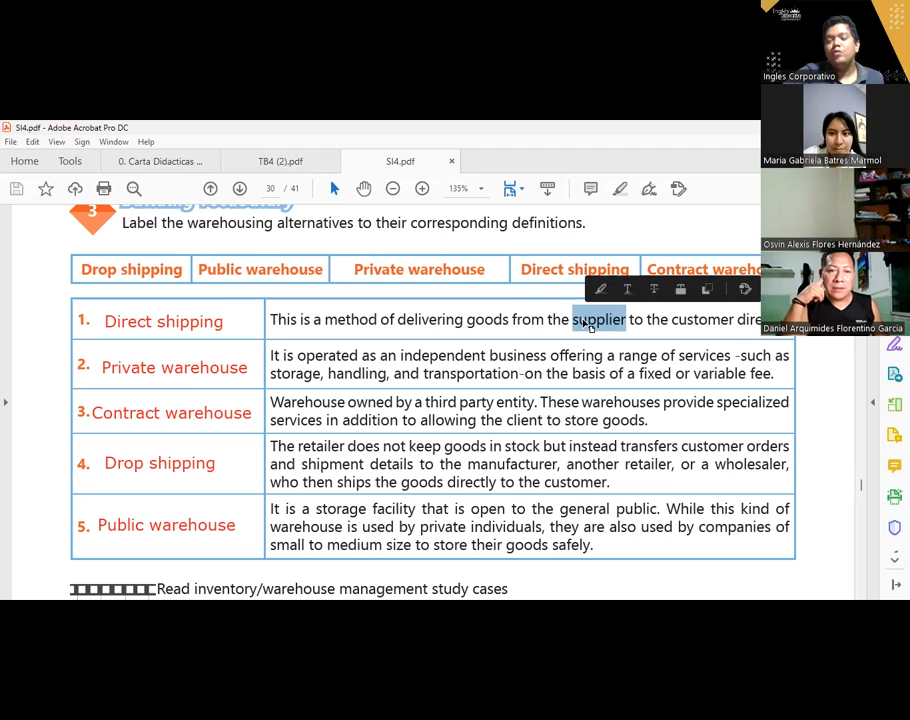 Ingles Corporativo
SI4.pdf - Adobe Acrobat Pro DC
File Edit View Sign Window Help
Home Tools 0. Carta Didacticas ... TB4 (2).pdf SI4.pdf ×
30 / 41 135%
Maria Gabriela Batres Mármol
Osvin Alexis Flores Hernández
Daniel Arquimides Florentino Garcia
3
Label the warehousing alternatives to their corresponding definitions.
Drop shipping Public warehouse Private warehouse Direct shipping Contract
1. Direct shipping This is a method of delivering goods from the supplier to the customer
2. Private warehouse It is operated as an independent business offering a range of services -such as
storage, handling, and transportation-on the basis of a fixed or variable fee.
3. Contract warehouse Warehouse owned by a third party entity. These warehouses provide specialized
services in addition to allowing the client to store goods.
4. Drop shipping The retailer does not keep goods in stock but instead transfers customer orders
and shipment details to the manufacturer, another retailer, or a wholesaler,
who then ships the goods directly to the customer.
5. Public warehouse It is a storage facility that is open to the general public. While this kind of
warehouse is used by private individuals, they are also used by companies of
small to medium size to store their goods safely.
Read inventory/warehouse management study cases